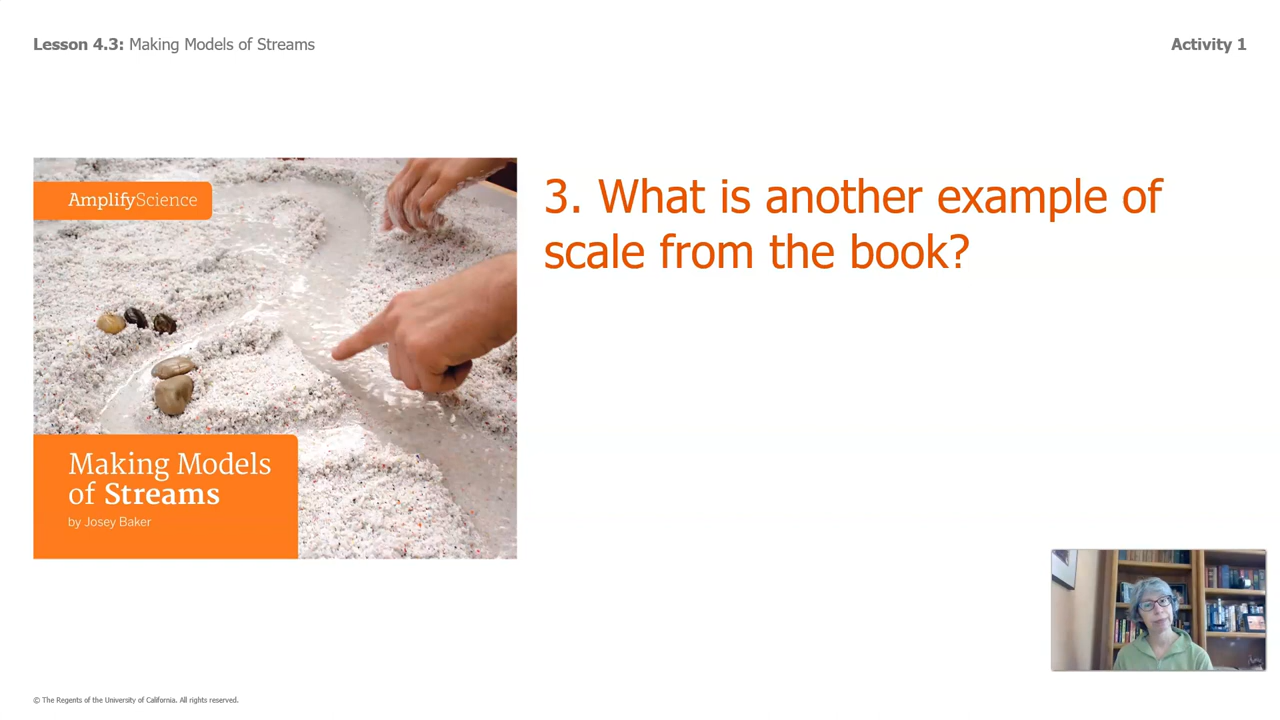 Lesson 4.3: Making Models of Streams
Activity 1
AmplifyScience
3. What is another example of
scale from the book?
Making Models
of Streams
by Josey Baker
© The Regents of the University of California. All rights reserved.